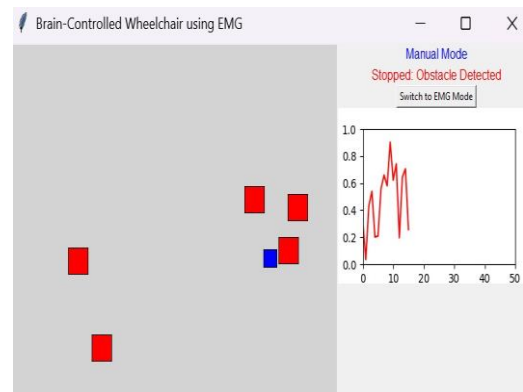 Brain-Controlled Wheelchair using EMG
Manual Mode
Stopped: Obstacle Detected
Switch to EMG Mode
1.0
0.8
0.6
0.4
0.2
0.0
0 10 20 30 40 50